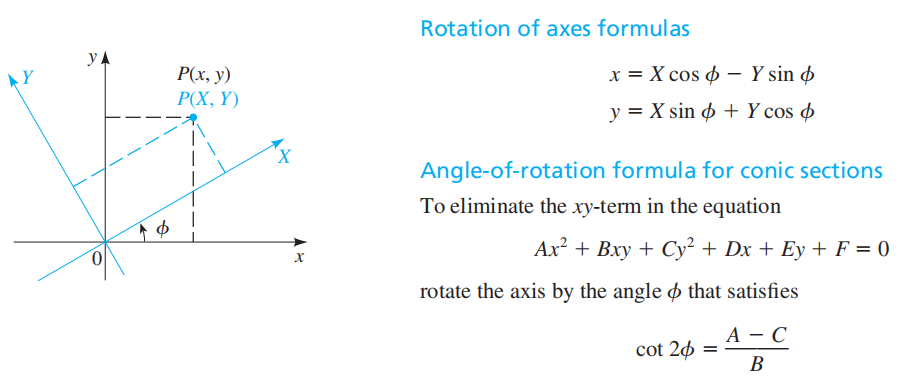 y
Y
P(x, y)
P(X, Y)
X
ϕ
0
x
Rotation of axes formulas
x = X cos ϕ − Y sin ϕ
y = X sin ϕ + Y cos ϕ
Angle-of-rotation formula for conic sections
To eliminate the xy-term in the equation
Ax² + Bxy + Cy² + Dx + Ey + F = 0
rotate the axis by the angle ϕ that satisfies
cot 2ϕ = (A − C)/B